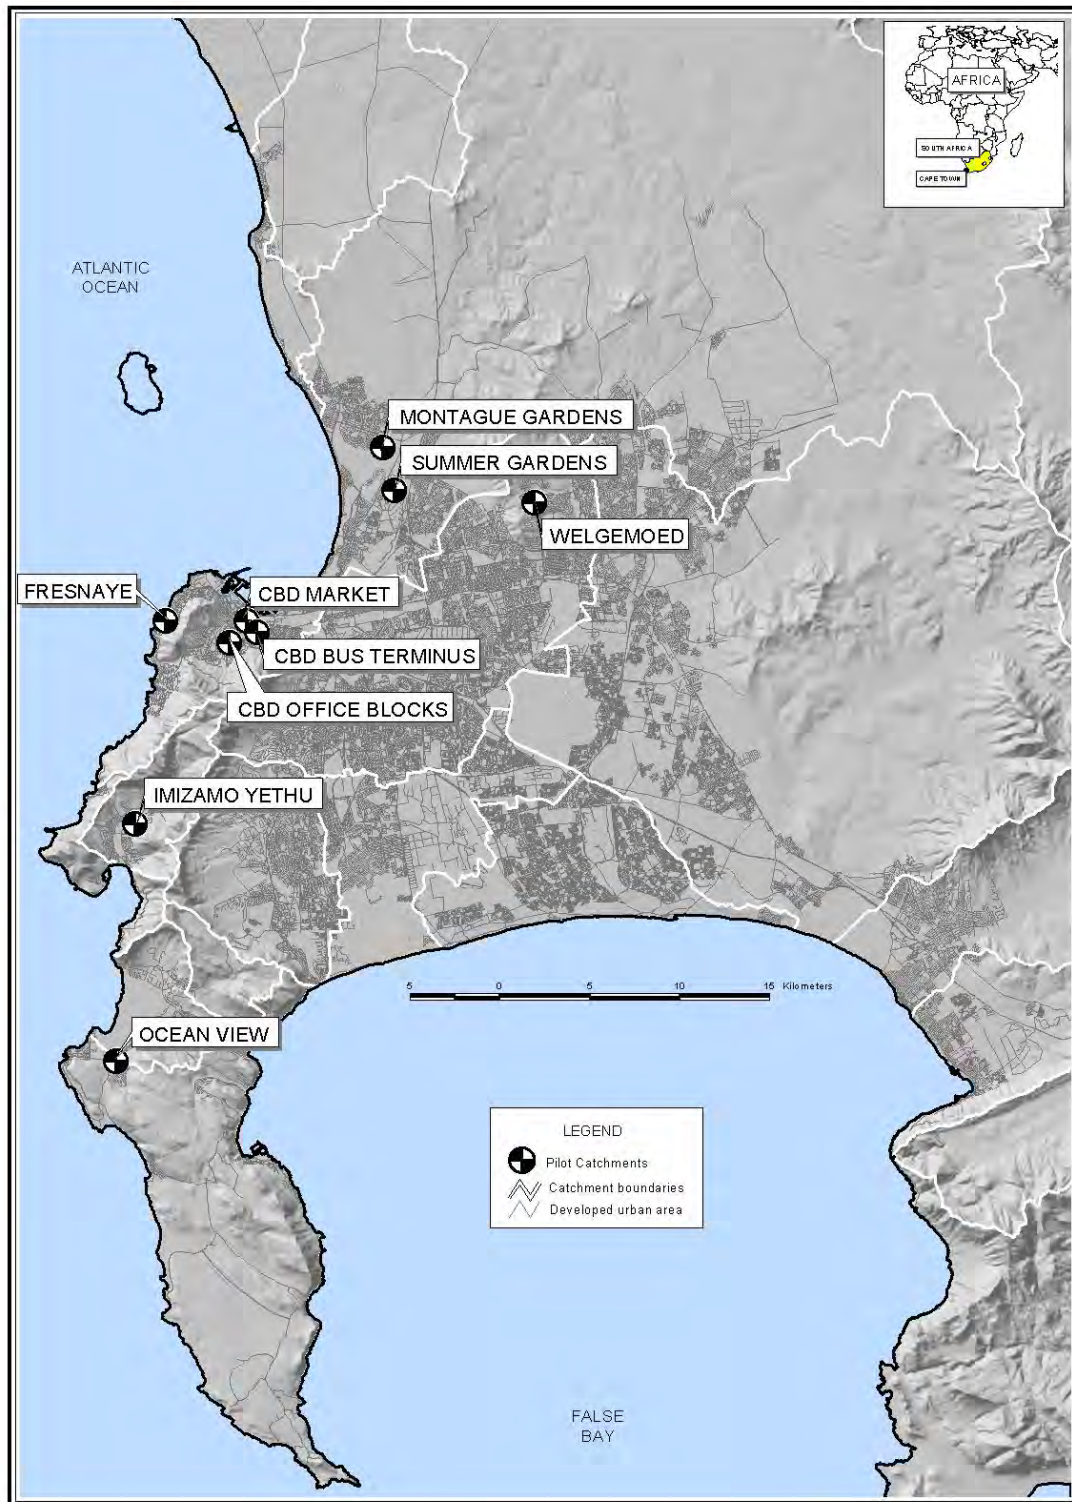 AFRICA
SOUTH AFRICA
CAPE TOWN
ATLANTIC
OCEAN
MONTAGUE GARDENS
SUMMER GARDENS
WELGEMOED
FRESNAYE
CBD MARKET
CBD BUS TERMINUS
CBD OFFICE BLOCKS
IMIZAMO YETHU
5 0 5 10 15 Kilometers
OCEAN VIEW
LEGEND
Pilot Catchments
Catchment boundaries
Developed urban area
FALSE
BAY